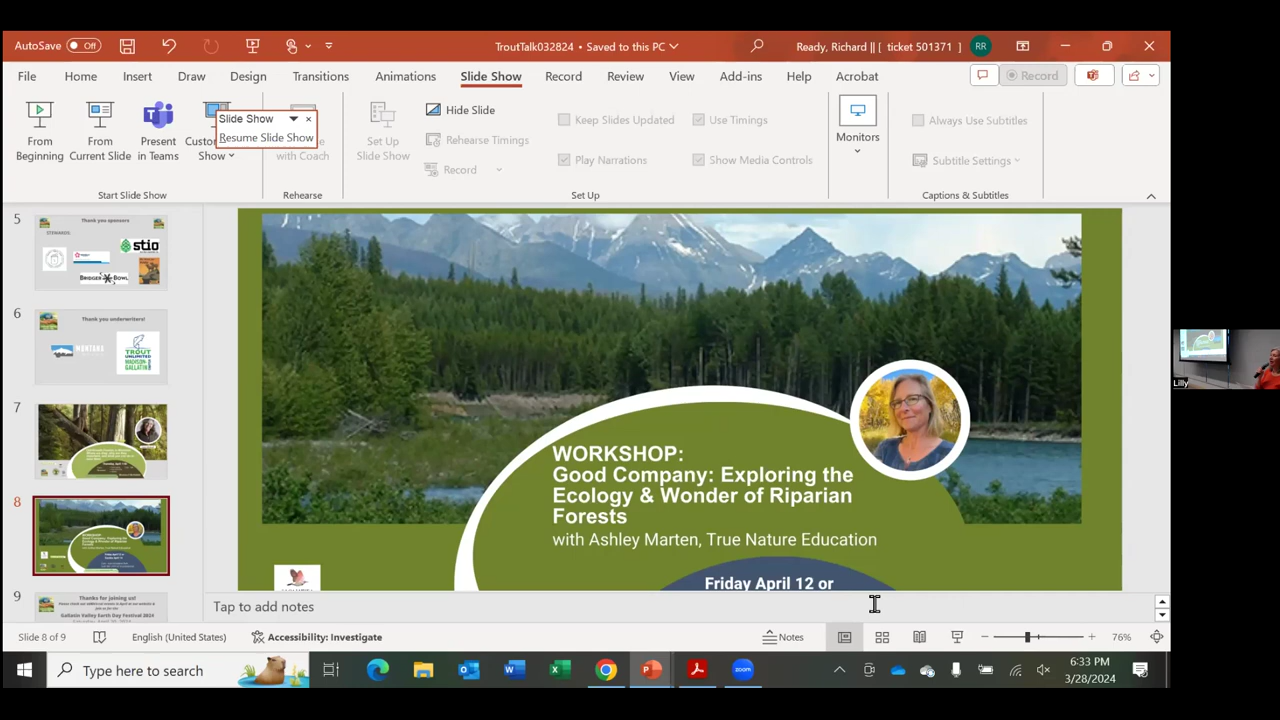 AutoSave Off
TroutTalk032824 • Saved to this PC
Ready, Richard || [ ticket 501371 ]
RR
File Home Insert Draw Design Transitions Animations Slide Show Record Review View Add-ins Help Acrobat
Record
Slide Show
Resume Slide Show
From Beginning
From Current Slide
Present in Teams
Show
with Coach
Set Up Slide Show
Hide Slide
Rehearse Timings
Record
Keep Slides Updated
Use Timings
Play Narrations
Show Media Controls
Monitors
Always Use Subtitles
Subtitle Settings
Start Slide Show
Rehearse
Set Up
Captions & Subtitles
5
Thank you sponsors
STEWARDS:
stio
BRIDGER BOWL
6
Thank you underwriters!
TROUT
UNLIMITED
MADISON-
GALLATIN
7
8
9
Thanks for joining us!
Gallatin Valley Earth Day Festival 2024
WORKSHOP:
Good Company: Exploring the
Ecology & Wonder of Riparian
Forests
with Ashley Marten, True Nature Education
Friday April 12 or
Tap to add notes
Slide 8 of 9
English (United States)
Accessibility: Investigate
Notes
76%
Type here to search
zoom
6:33 PM
3/28/2024
Lilly